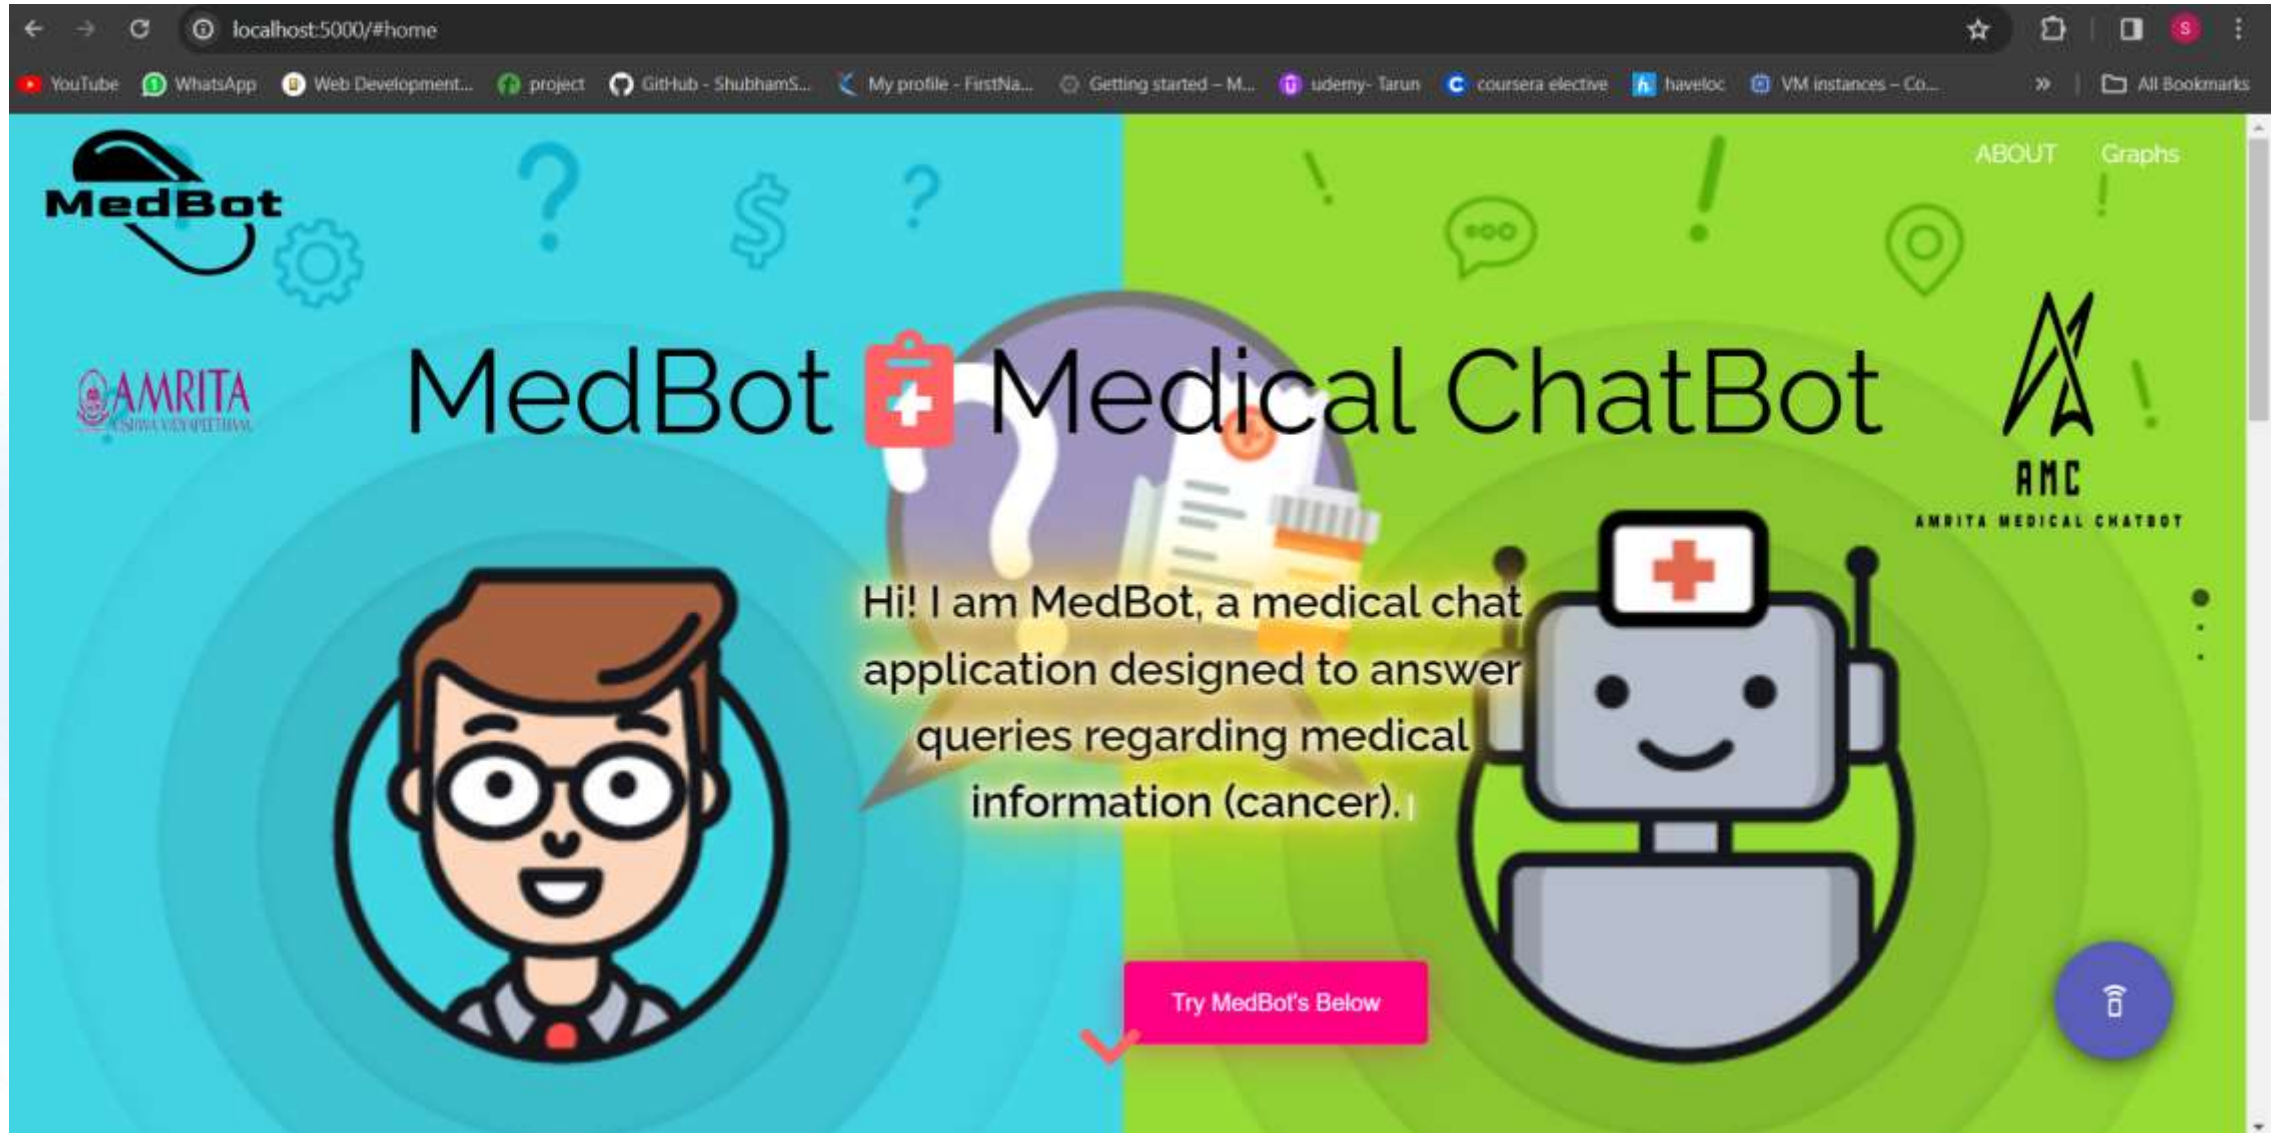 localhost:5000/#home
YouTube WhatsApp Web Development... project GitHub - ShubhamS... My profile - FirstNa... Getting started – M... udemy- Tarun coursera elective haveloc VM instances – Co... » All Bookmarks
S
ABOUT Graphs
MedBot
MedBot Medical ChatBot
AMRITA
VISHWA VIDYAPEETHAM
AMC
AMRITA MEDICAL CHATBOT
Hi! I am MedBot, a medical chat
application designed to answer
queries regarding medical
information (cancer).
Try MedBot's Below